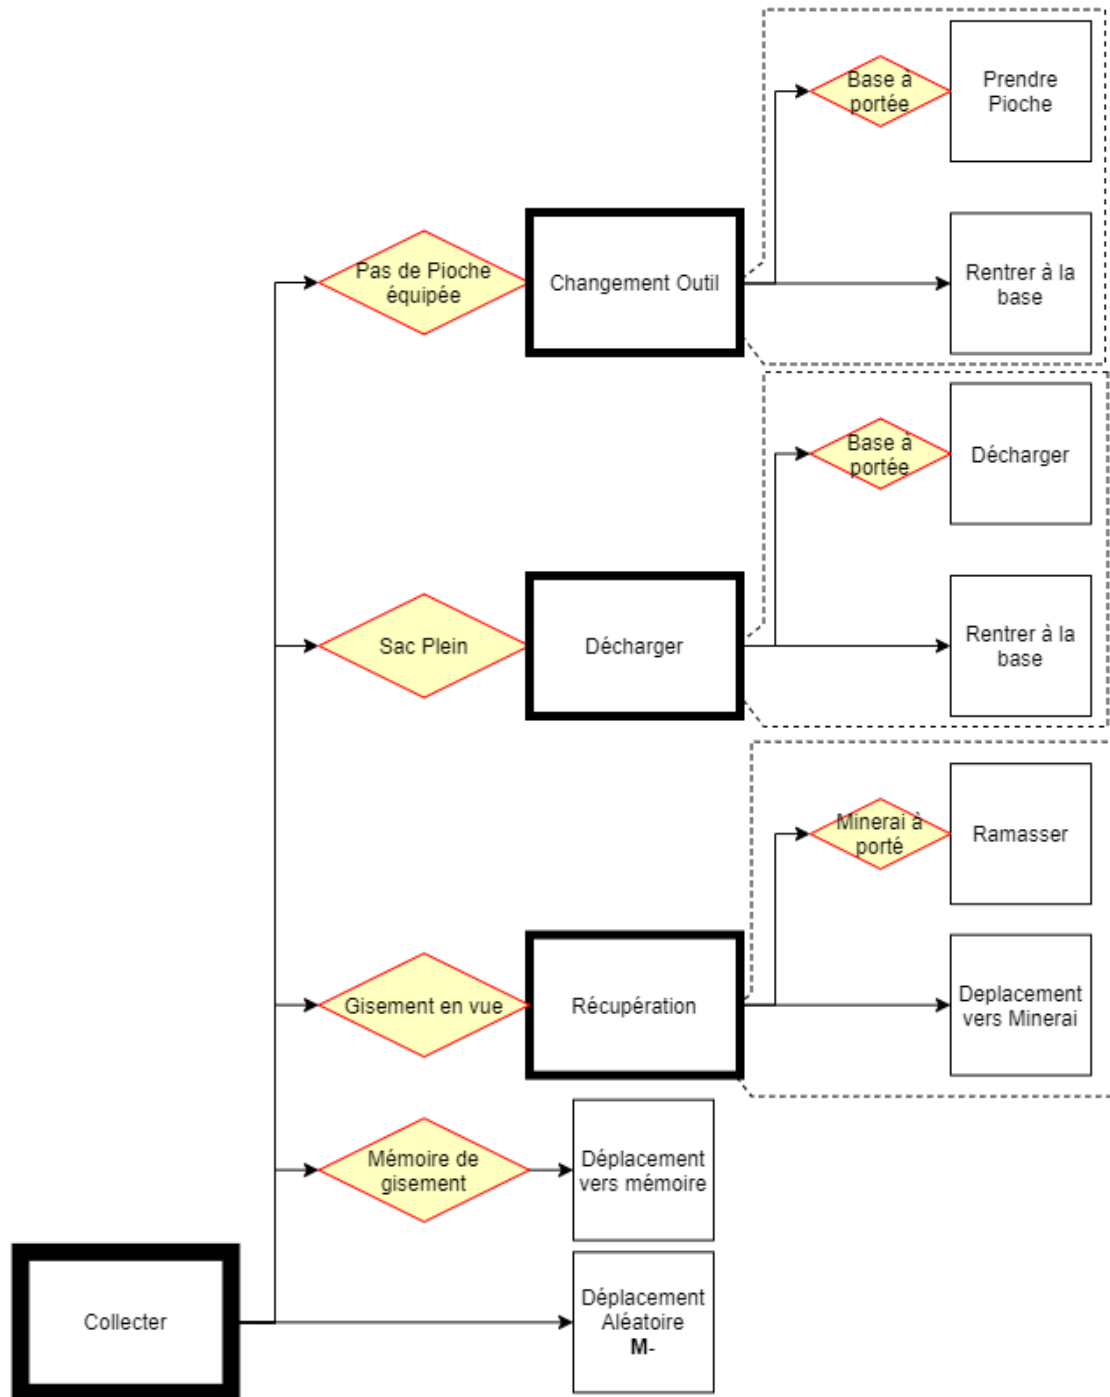 Base à
portée
Prendre
Pioche
Pas de Pioche
équipée
Changement Outil
Rentrer à la
base
Base à
portée
Décharger
Sac Plein
Décharger
Rentrer à la
base
Minerai à
porté
Ramasser
Gisement en vue
Récupération
Deplacement
vers Minerai
Mémoire de
gisement
Déplacement
vers mémoire
Collecter
Déplacement
Aléatoire
M-